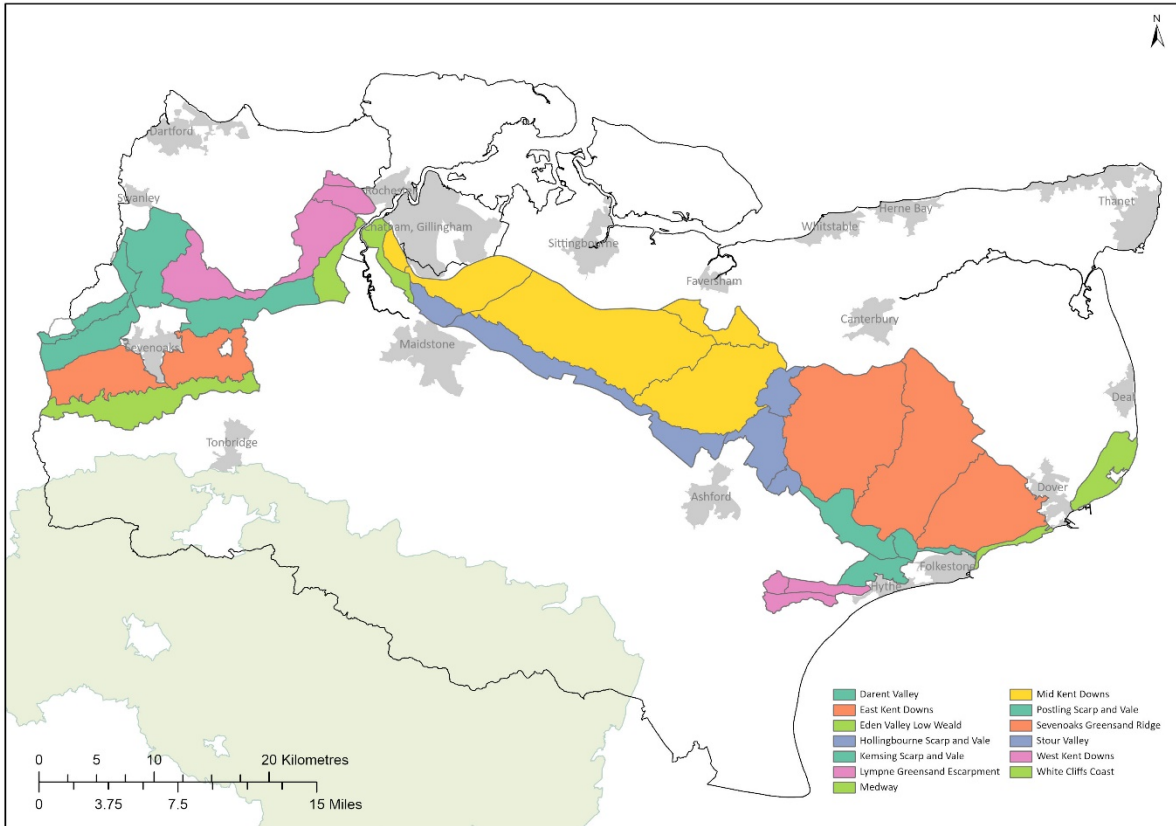 N
Dartford
Swanley
Rochester
Chatham, Gillingham
Sittingbourne
Whitstable
Herne Bay
Thanet
Faversham
Canterbury
Sevenoaks
Maidstone
Deal
Tonbridge
Ashford
Dover
Folkestone
Hythe
Darent Valley
East Kent Downs
Eden Valley Low Weald
Hollingbourne Scarp and Vale
Kemsing Scarp and Vale
Lympne Greensand Escarpment
Medway
Mid Kent Downs
Postling Scarp and Vale
Sevenoaks Greensand Ridge
Stour Valley
West Kent Downs
White Cliffs Coast
0 5 10 20 Kilometres
0 3.75 7.5 15 Miles